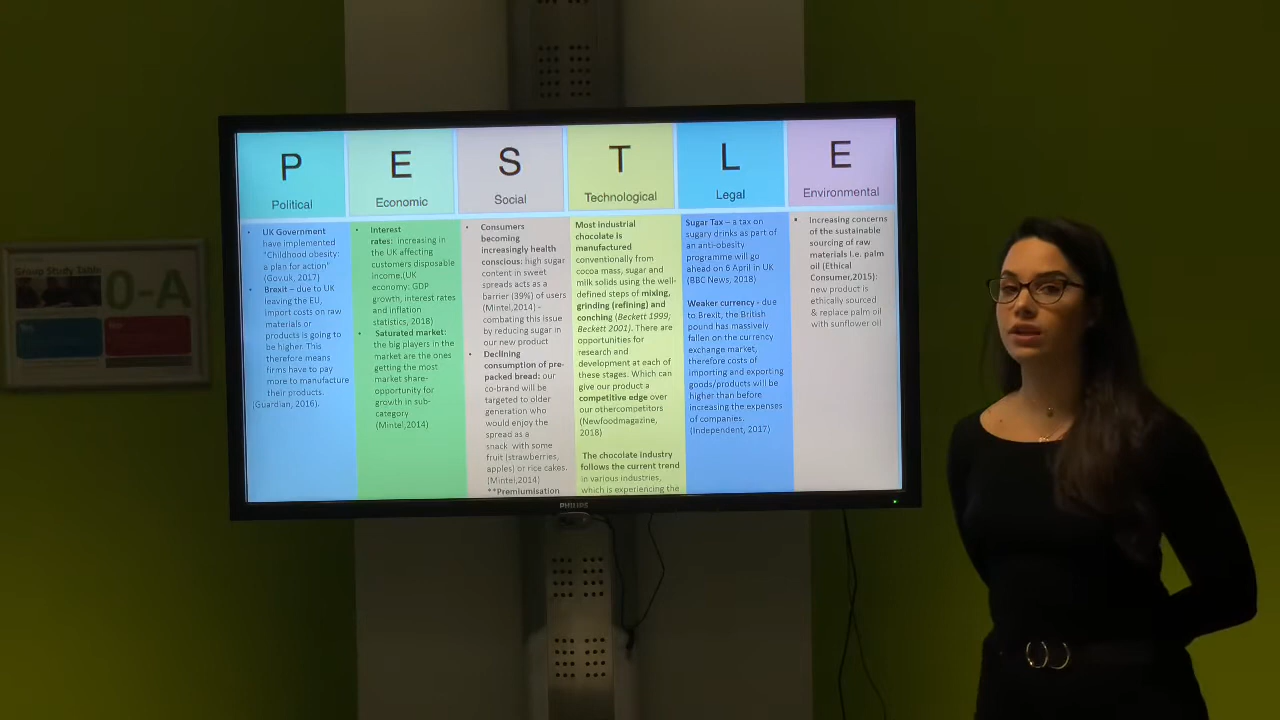 Group Study Table
0-A
Yes
No
P
Political
E
Economic
S
Social
T
Technological
L
Legal
E
Environmental
• UK Government
have implemented
"Childhood obesity:
a plan for action"
(Gov.uk, 2017)
• Brexit – due to UK
leaving the EU,
import costs on raw
materials or
products is going to
be higher. This
therefore means
firms have to pay
more to manufacture
their products.
(Guardian, 2016).
• Interest
rates: increasing in
the UK affecting
customers disposable
income.(UK
economy: GDP
growth, interest rates
and inflation
statistics, 2018)
• Saturated market:
the big players in the
market are the ones
getting the most
market share-
opportunity for
growth in sub-
category
(Mintel,2014)
• Consumers
becoming
increasingly health
conscious: high sugar
content in sweet
spreads acts as a
barrier (39%) of users
(Mintel,2014) –
combating this issue
by reducing sugar in
our new product
• Declining
consumption of pre-
packed bread: our
co-brand will be
targeted to older
generation who
would enjoy the
spread as a
snack with some
fruit (strawberries,
apples) or rice cakes.
(Mintel,2014)
**Premiumisation
Most industrial
chocolate is
manufactured
conventionally from
cocoa mass, sugar and
milk solids using the well-
defined steps of mixing,
grinding (refining) and
conching (Beckett 1999;
Beckett 2001). There are
opportunities for
research and
development at each of
these stages. Which can
give our product a
competitive edge over
our othercompetitors
(Newfoodmagazine,
2018)
The chocolate industry
follows the current trend
in various industries,
which is experiencing the
Sugar Tax – a tax on
sugary drinks as part of
an anti-obesity
programme will go
ahead on 6 April in UK
(BBC News, 2018)
Weaker currency - due
to Brexit, the British
pound has massively
fallen on the currency
exchange market,
therefore costs of
importing and exporting
goods/products will be
higher than before
increasing the expenses
of companies.
(Independent, 2017)
▪ Increasing concerns
of the sustainable
sourcing of raw
materials I.e. palm
oil (Ethical
Consumer,2015):
new product is
ethically sourced
& replace palm oil
with sunflower oil
PHILIPS